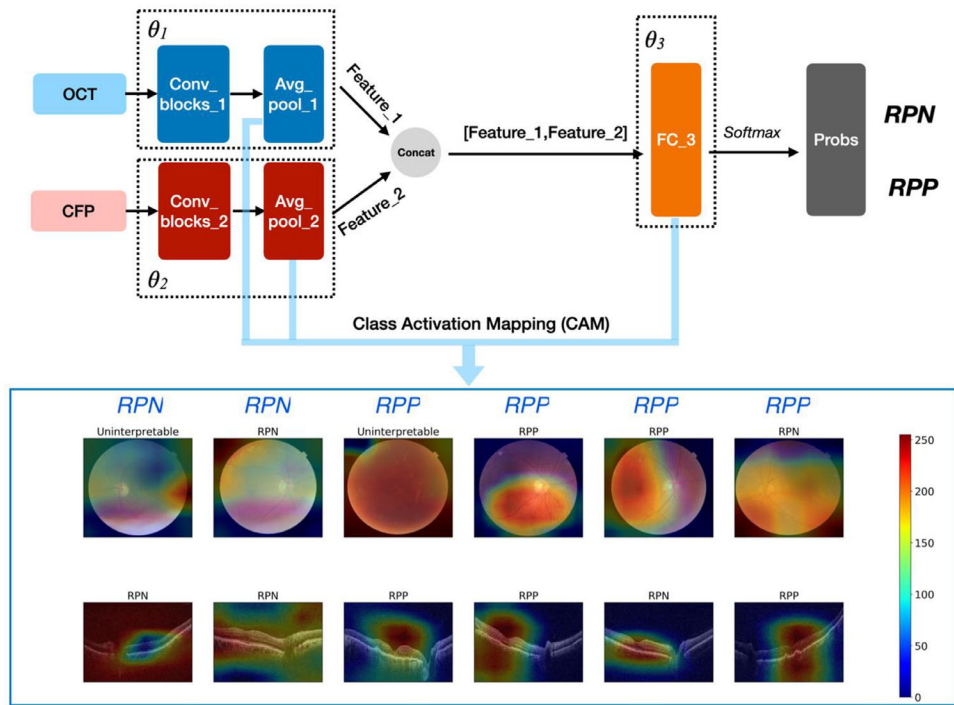 θ1
OCT
Conv_
blocks_1
Avg_
pool_1
Feature_1
CFP
Conv_
blocks_2
Avg_
pool_2
Feature_2
θ2
Concat
[Feature_1,Feature_2]
θ3
FC_3
Softmax
Probs
RPN
RPP
Class Activation Mapping (CAM)
RPN RPN RPP RPP RPP RPP
Uninterpretable RPN Uninterpretable RPP RPP RPN
RPN RPN RPP RPP RPN RPP
250
200
150
100
50
0